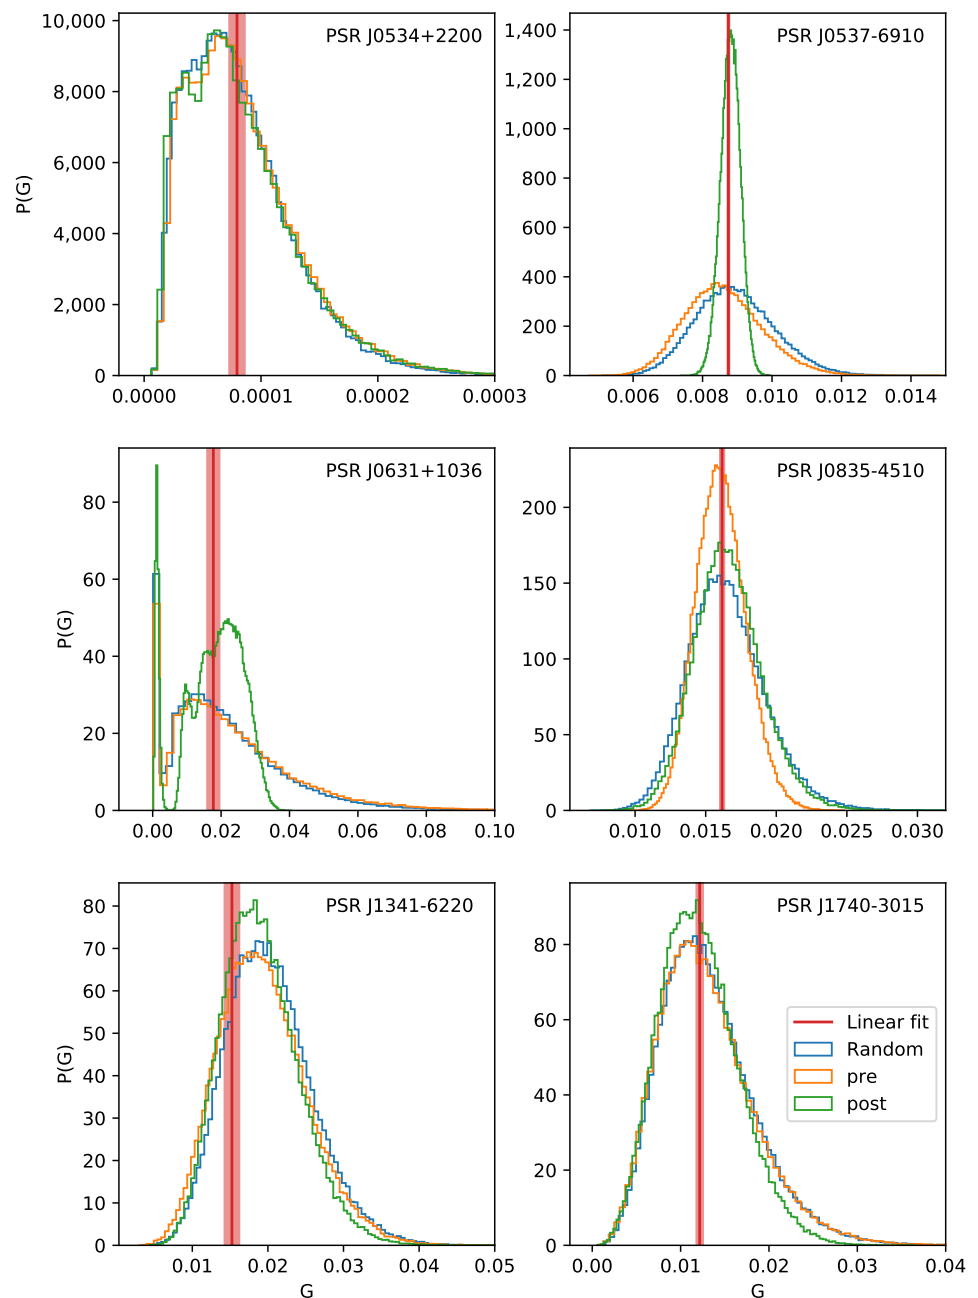 PSR J0534+2200
P(G)
10,000
8,000
6,000
4,000
2,000
0
0.0000 0.0001 0.0002 0.0003
PSR J0537-6910
1,400
1,200
1,000
800
600
400
200
0
0.006 0.008 0.010 0.012 0.014
PSR J0631+1036
P(G)
80
60
40
20
0
0.00 0.02 0.04 0.06 0.08 0.10
PSR J0835-4510
200
150
100
50
0
0.010 0.015 0.020 0.025 0.030
PSR J1341-6220
P(G)
80
70
60
50
40
30
20
10
0
0.01 0.02 0.03 0.04 0.05
G
PSR J1740-3015
80
60
40
20
0
Linear fit
Random
pre
post
0.00 0.01 0.02 0.03 0.04
G